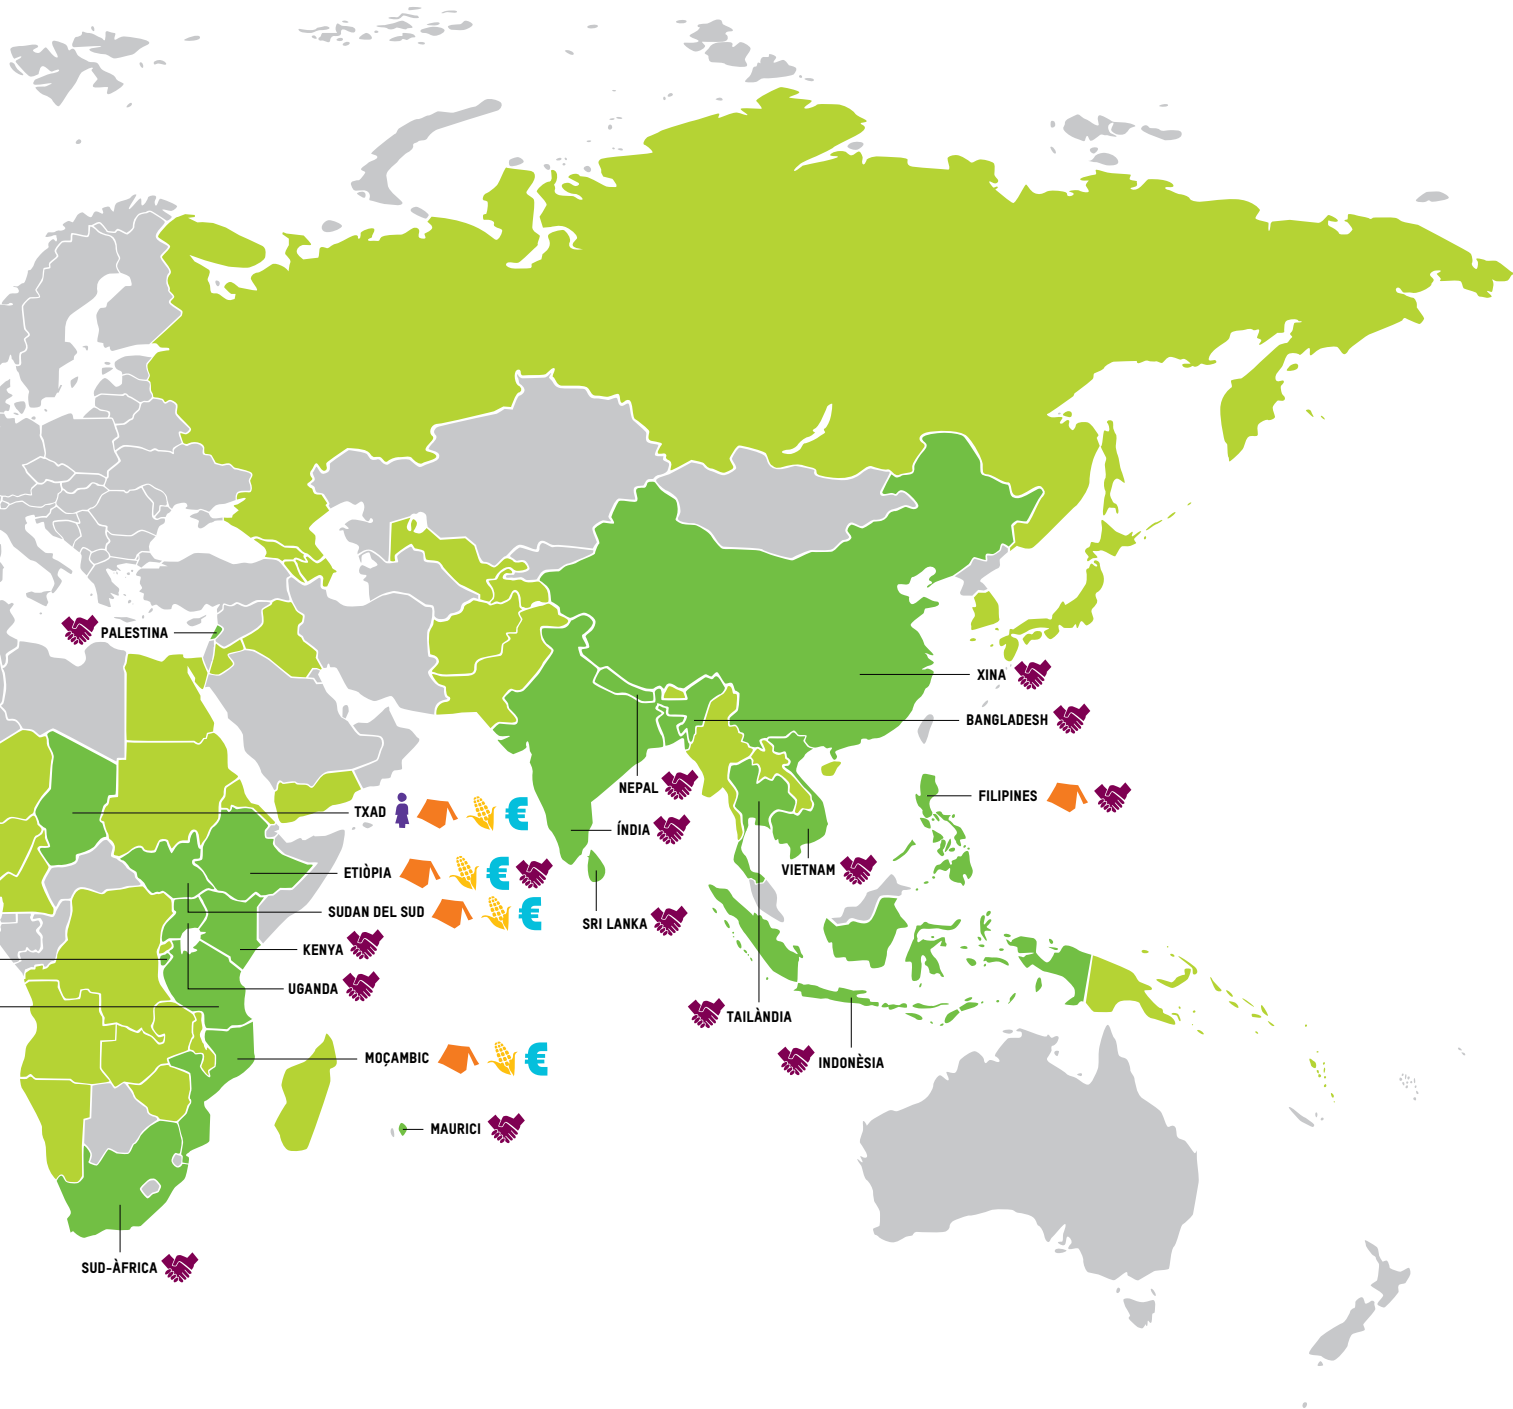 PALESTINA
XINA
BANGLADESH
NEPAL
FILIPINES
TXAD
ÍNDIA
VIETNAM
ETIÒPIA
SUDAN DEL SUD
SRI LANKA
KENYA
UGANDA
TAILÀNDIA
MOÇAMBIC
INDONÈSIA
MAURICI
SUD-ÀFRICA